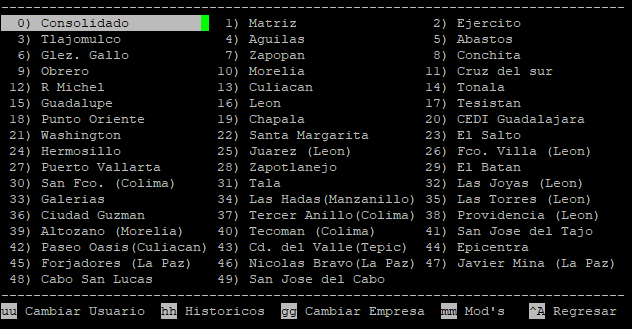 0) Consolidado 1) Matriz 2) Ejercito
3) Tlajomulco 4) Aguilas 5) Abastos
6) Glez. Gallo 7) Zapopan 8) Conchita
9) Obrero 10) Morelia 11) Cruz del sur
12) R Michel 13) Culiacan 14) Tonala
15) Guadalupe 16) Leon 17) Tesistan
18) Punto Oriente 19) Chapala 20) CEDI Guadalajara
21) Washington 22) Santa Margarita 23) El Salto
24) Hermosillo 25) Juarez (Leon) 26) Fco. Villa (Leon)
27) Puerto Vallarta 28) Zapotlanejo 29) El Batan
30) San Fco. (Colima) 31) Tala 32) Las Joyas (Leon)
33) Galerias 34) Las Hadas(Manzanillo) 35) Las Torres (Leon)
36) Ciudad Guzman 37) Tercer Anillo(Colima) 38) Providencia (Leon)
39) Altozano (Morelia) 40) Tecoman (Colima) 41) San Jose del Tajo
42) Paseo Oasis(Culiacan) 43) Cd. del Valle(Tepic) 44) Epicentra
45) Forjadores (La Paz) 46) Nicolas Bravo(La Paz) 47) Javier Mina (La Paz)
48) Cabo San Lucas 49) San Jose del Cabo
uu Cambiar Usuario hh Historicos gg Cambiar Empresa mm Mod's ^A Regresar